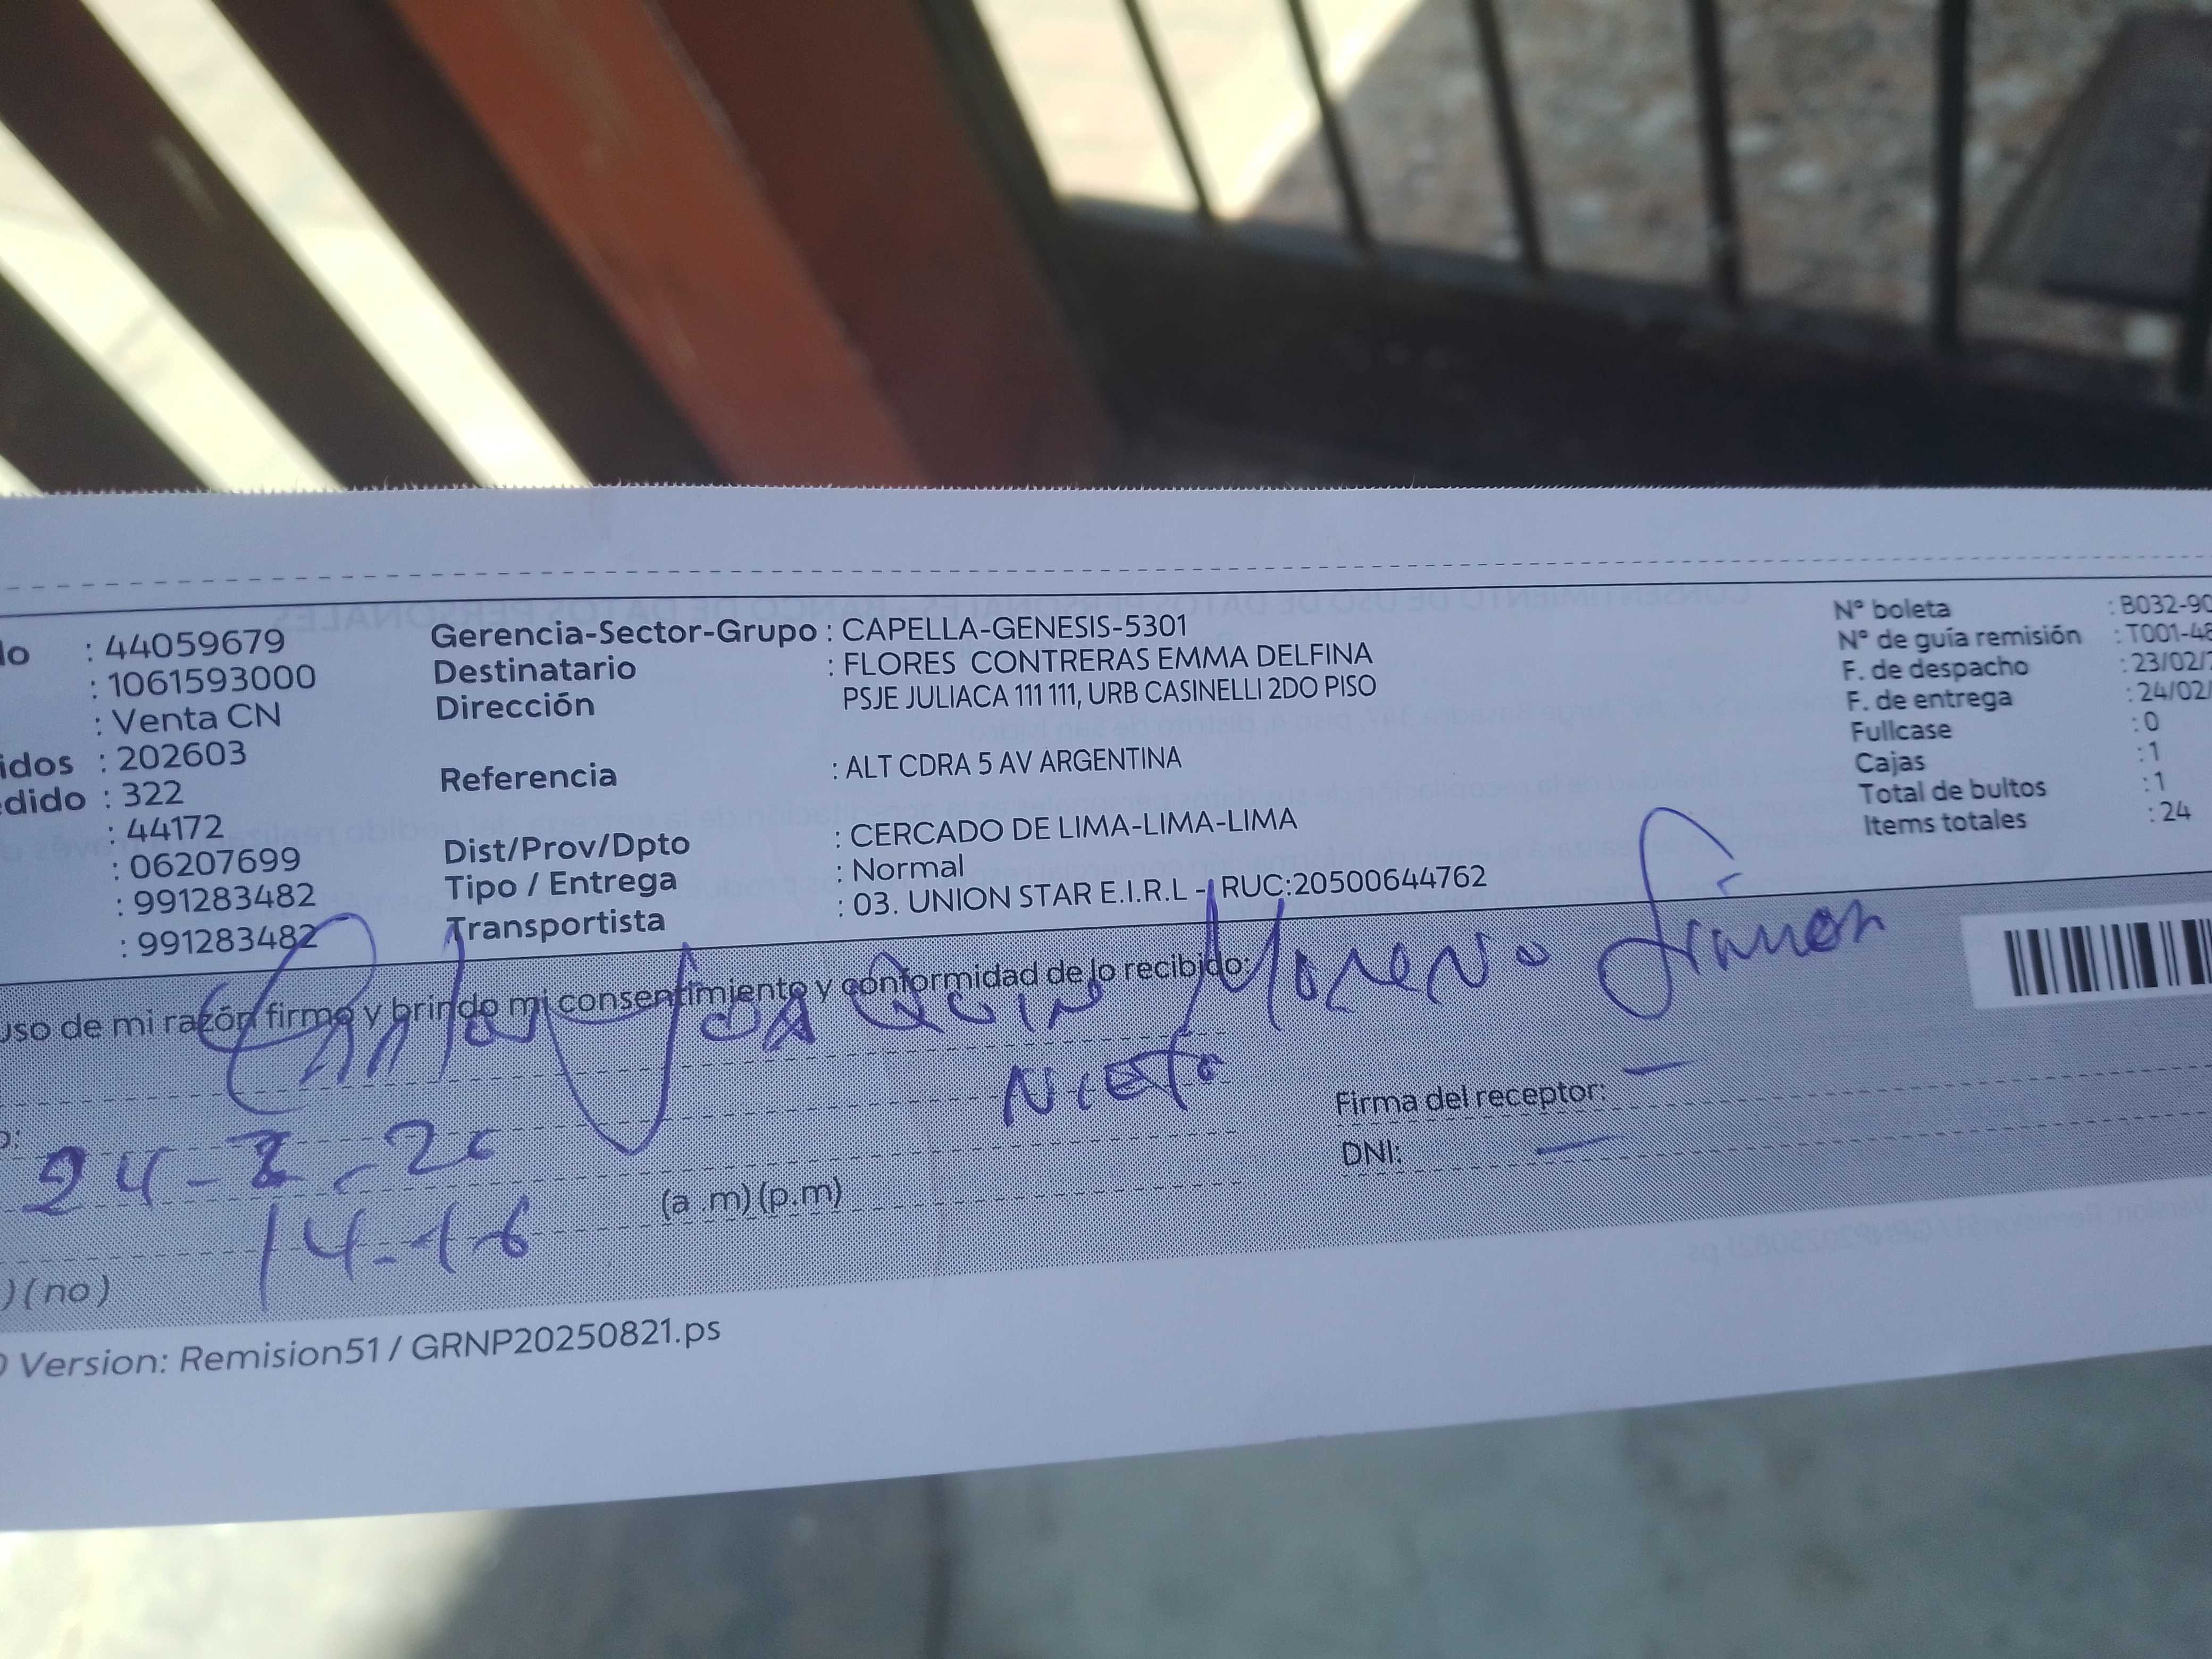 : 44059679
: 1061593000
: Venta CN
idos : 202603
dido : 322
: 44172
: 06207699
: 991283482
: 991283482
Gerencia-Sector-Grupo : CAPELLA-GENESIS-5301
Destinatario : FLORES CONTRERAS EMMA DELFINA
Dirección PSJE JULIACA 111 111, URB CASINELLI 2DO PISO
Referencia : ALT CDRA 5 AV ARGENTINA
Dist/Prov/Dpto : CERCADO DE LIMA-LIMA-LIMA
Tipo / Entrega : Normal
Transportista : 03. UNION STAR E.I.R.L - RUC:20500644762
N° boleta : B032-90
N° de guía remisión : T001-48
F. de despacho : 23/02/
F. de entrega : 24/02/
Fullcase : 0
Cajas : 1
Total de bultos : 1
Items totales : 24
uso de mi razón firmo y brindo mi consentimiento y conformidad de lo recibido:
JoaQuin Moreno
Nieto
Firma del receptor: —
DNI: —
(a .m) (p.m)
14-16
) ( no )
Version: Remision51 / GRNP20250821.ps